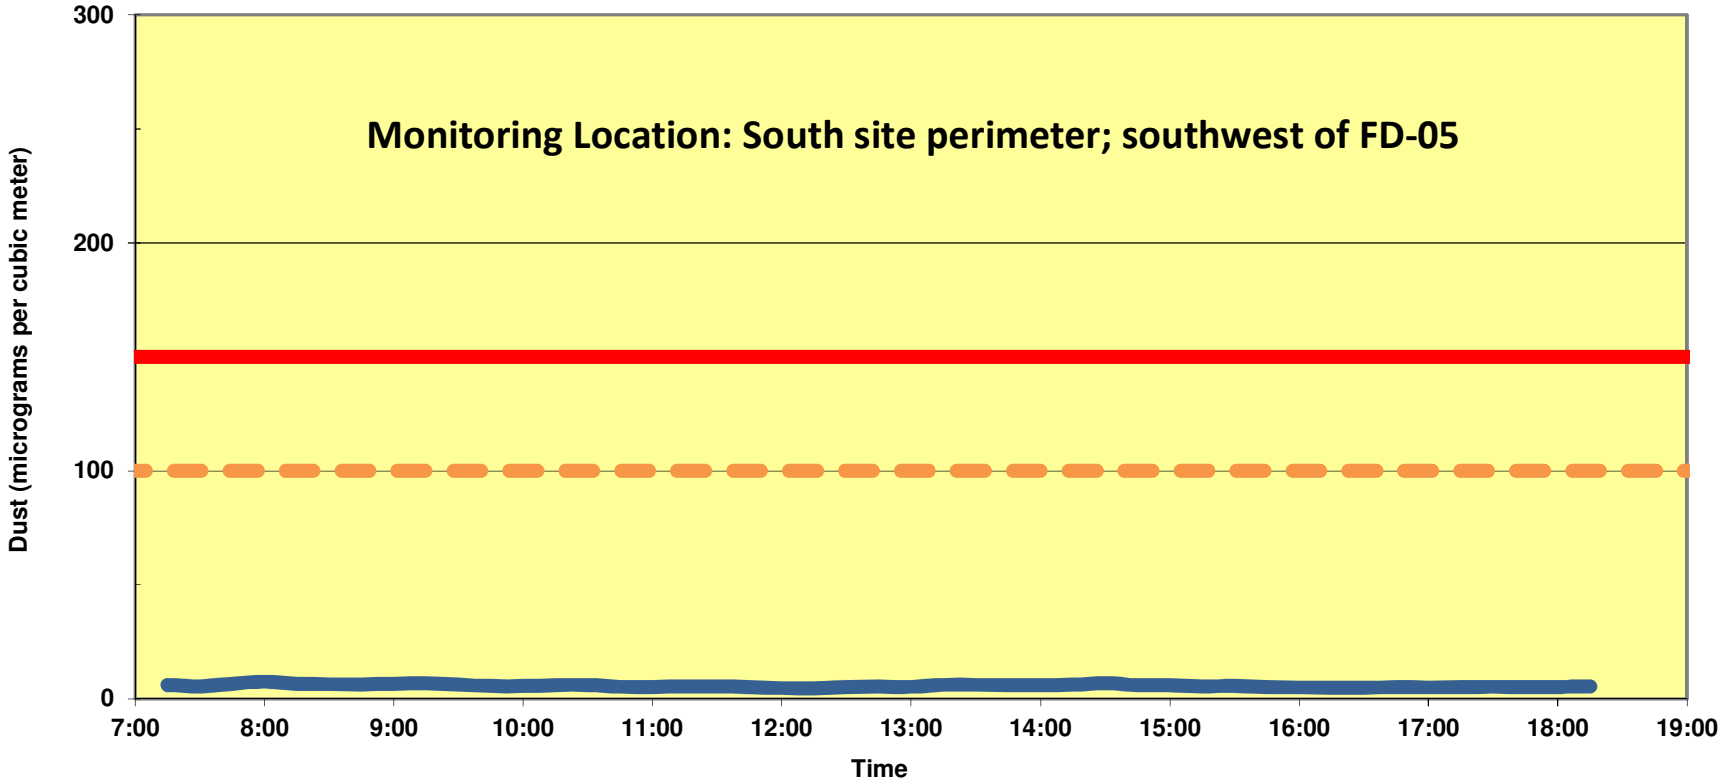 300
Monitoring Location: South site perimeter; southwest of FD-05
Dust (micrograms per cubic meter)
200
100
0
7:00 8:00 9:00 10:00 11:00 12:00 13:00 14:00 15:00 16:00 17:00 18:00 19:00
Time